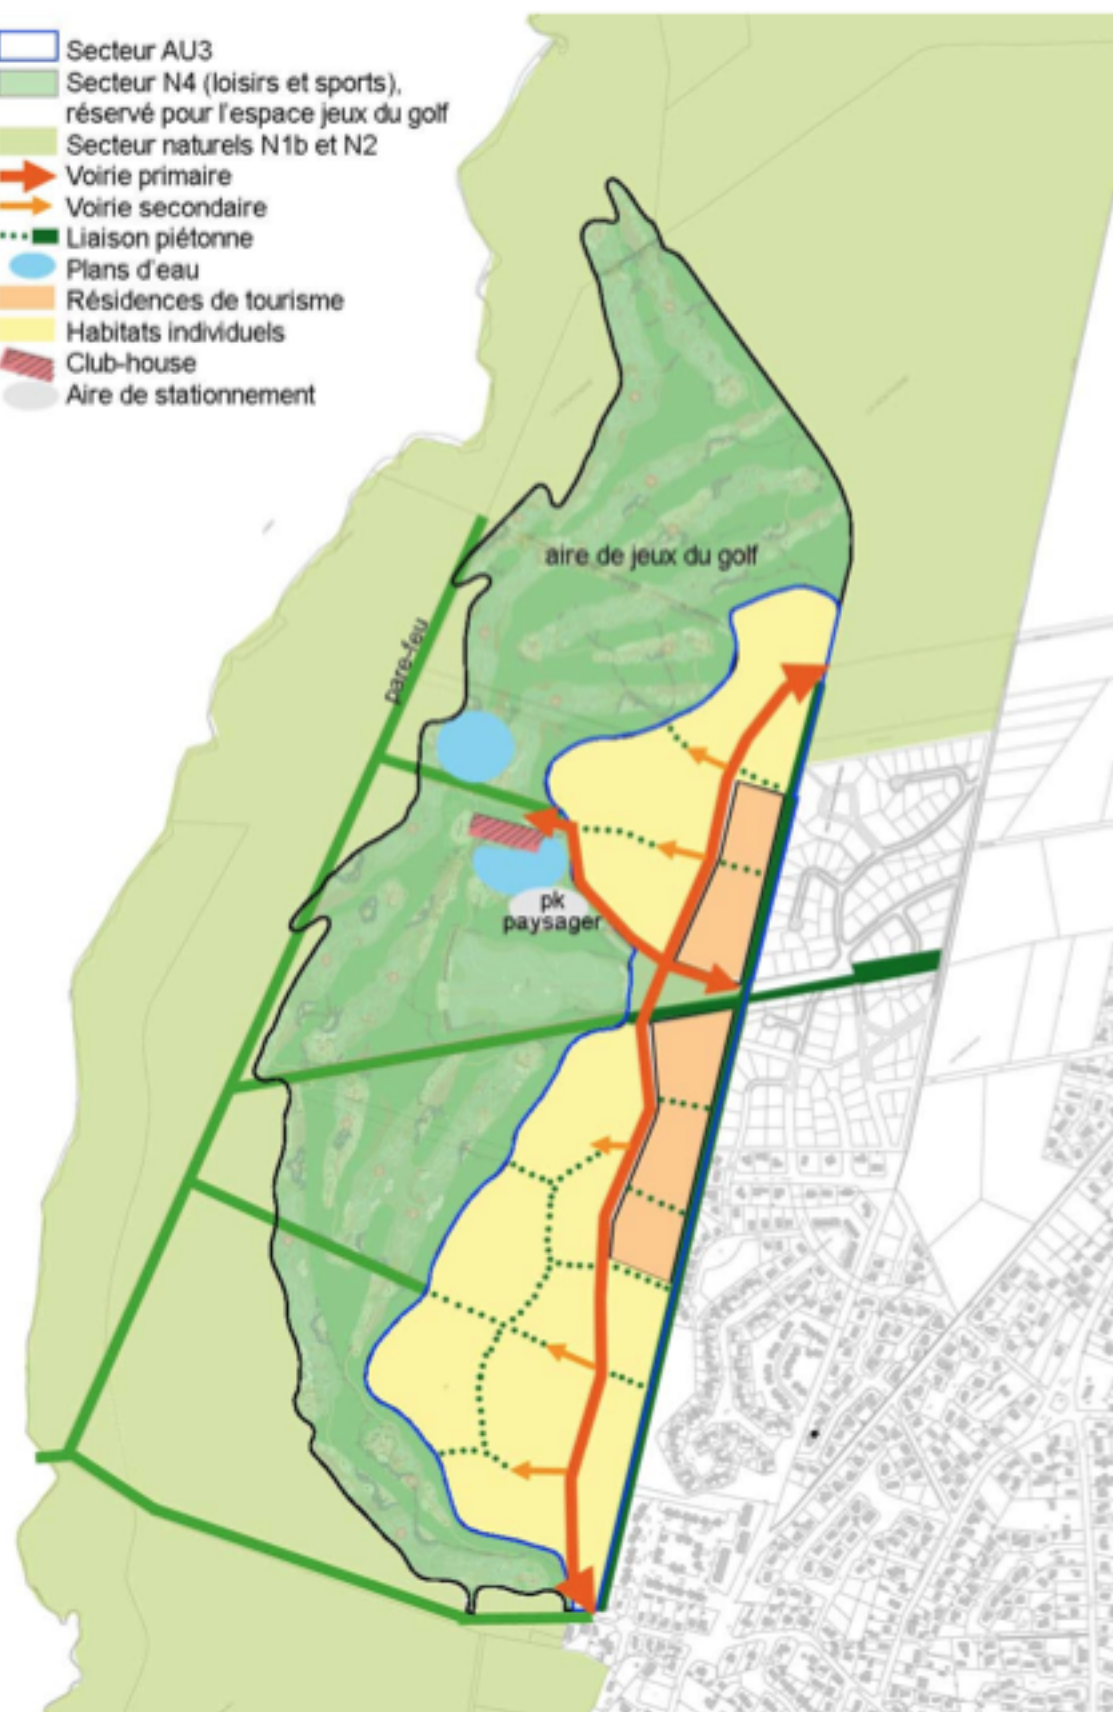 Secteur AU3
Secteur N4 (loisirs et sports),
réservé pour l'espace jeux du golf
Secteur naturels N1b et N2
Voirie primaire
Voirie secondaire
Liaison piétonne
Plans d'eau
Résidences de tourisme
Habitats individuels
Club-house
Aire de stationnement
aire de jeux du golf
pare-feu
pk
paysager